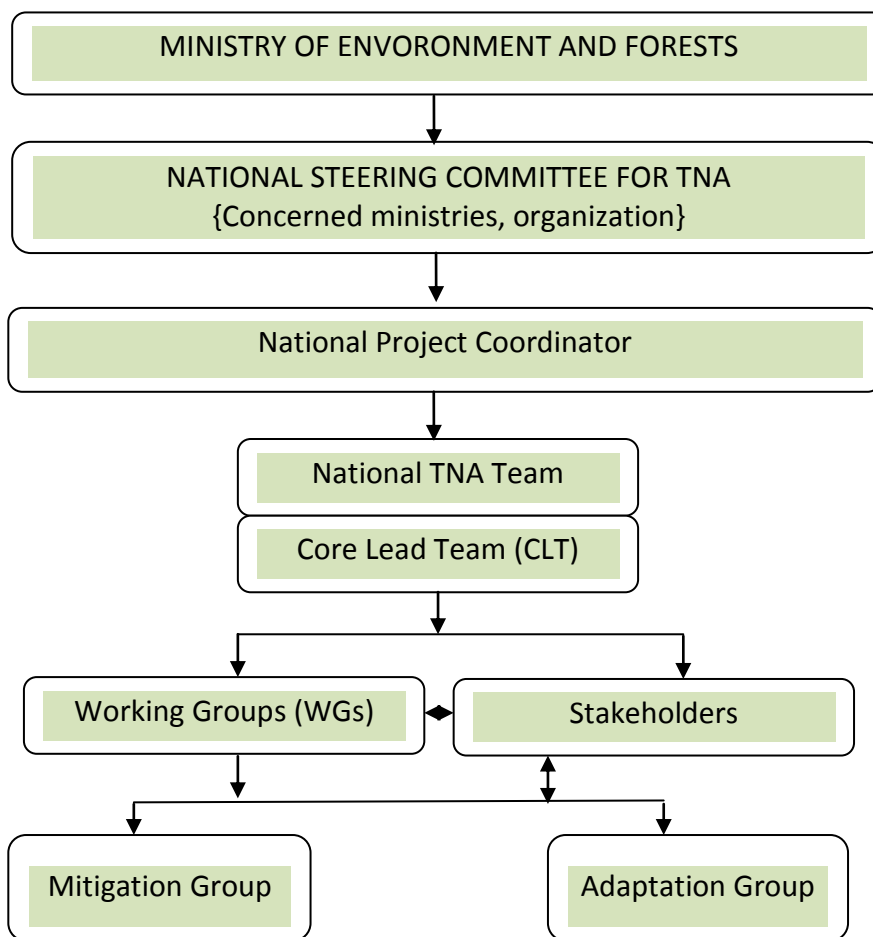 MINISTRY OF ENVORONMENT AND FORESTS
NATIONAL STEERING COMMITTEE FOR TNA
{Concerned ministries, organization}
National Project Coordinator
National TNA Team
Core Lead Team (CLT)
Working Groups (WGs)
Stakeholders
Mitigation Group
Adaptation Group